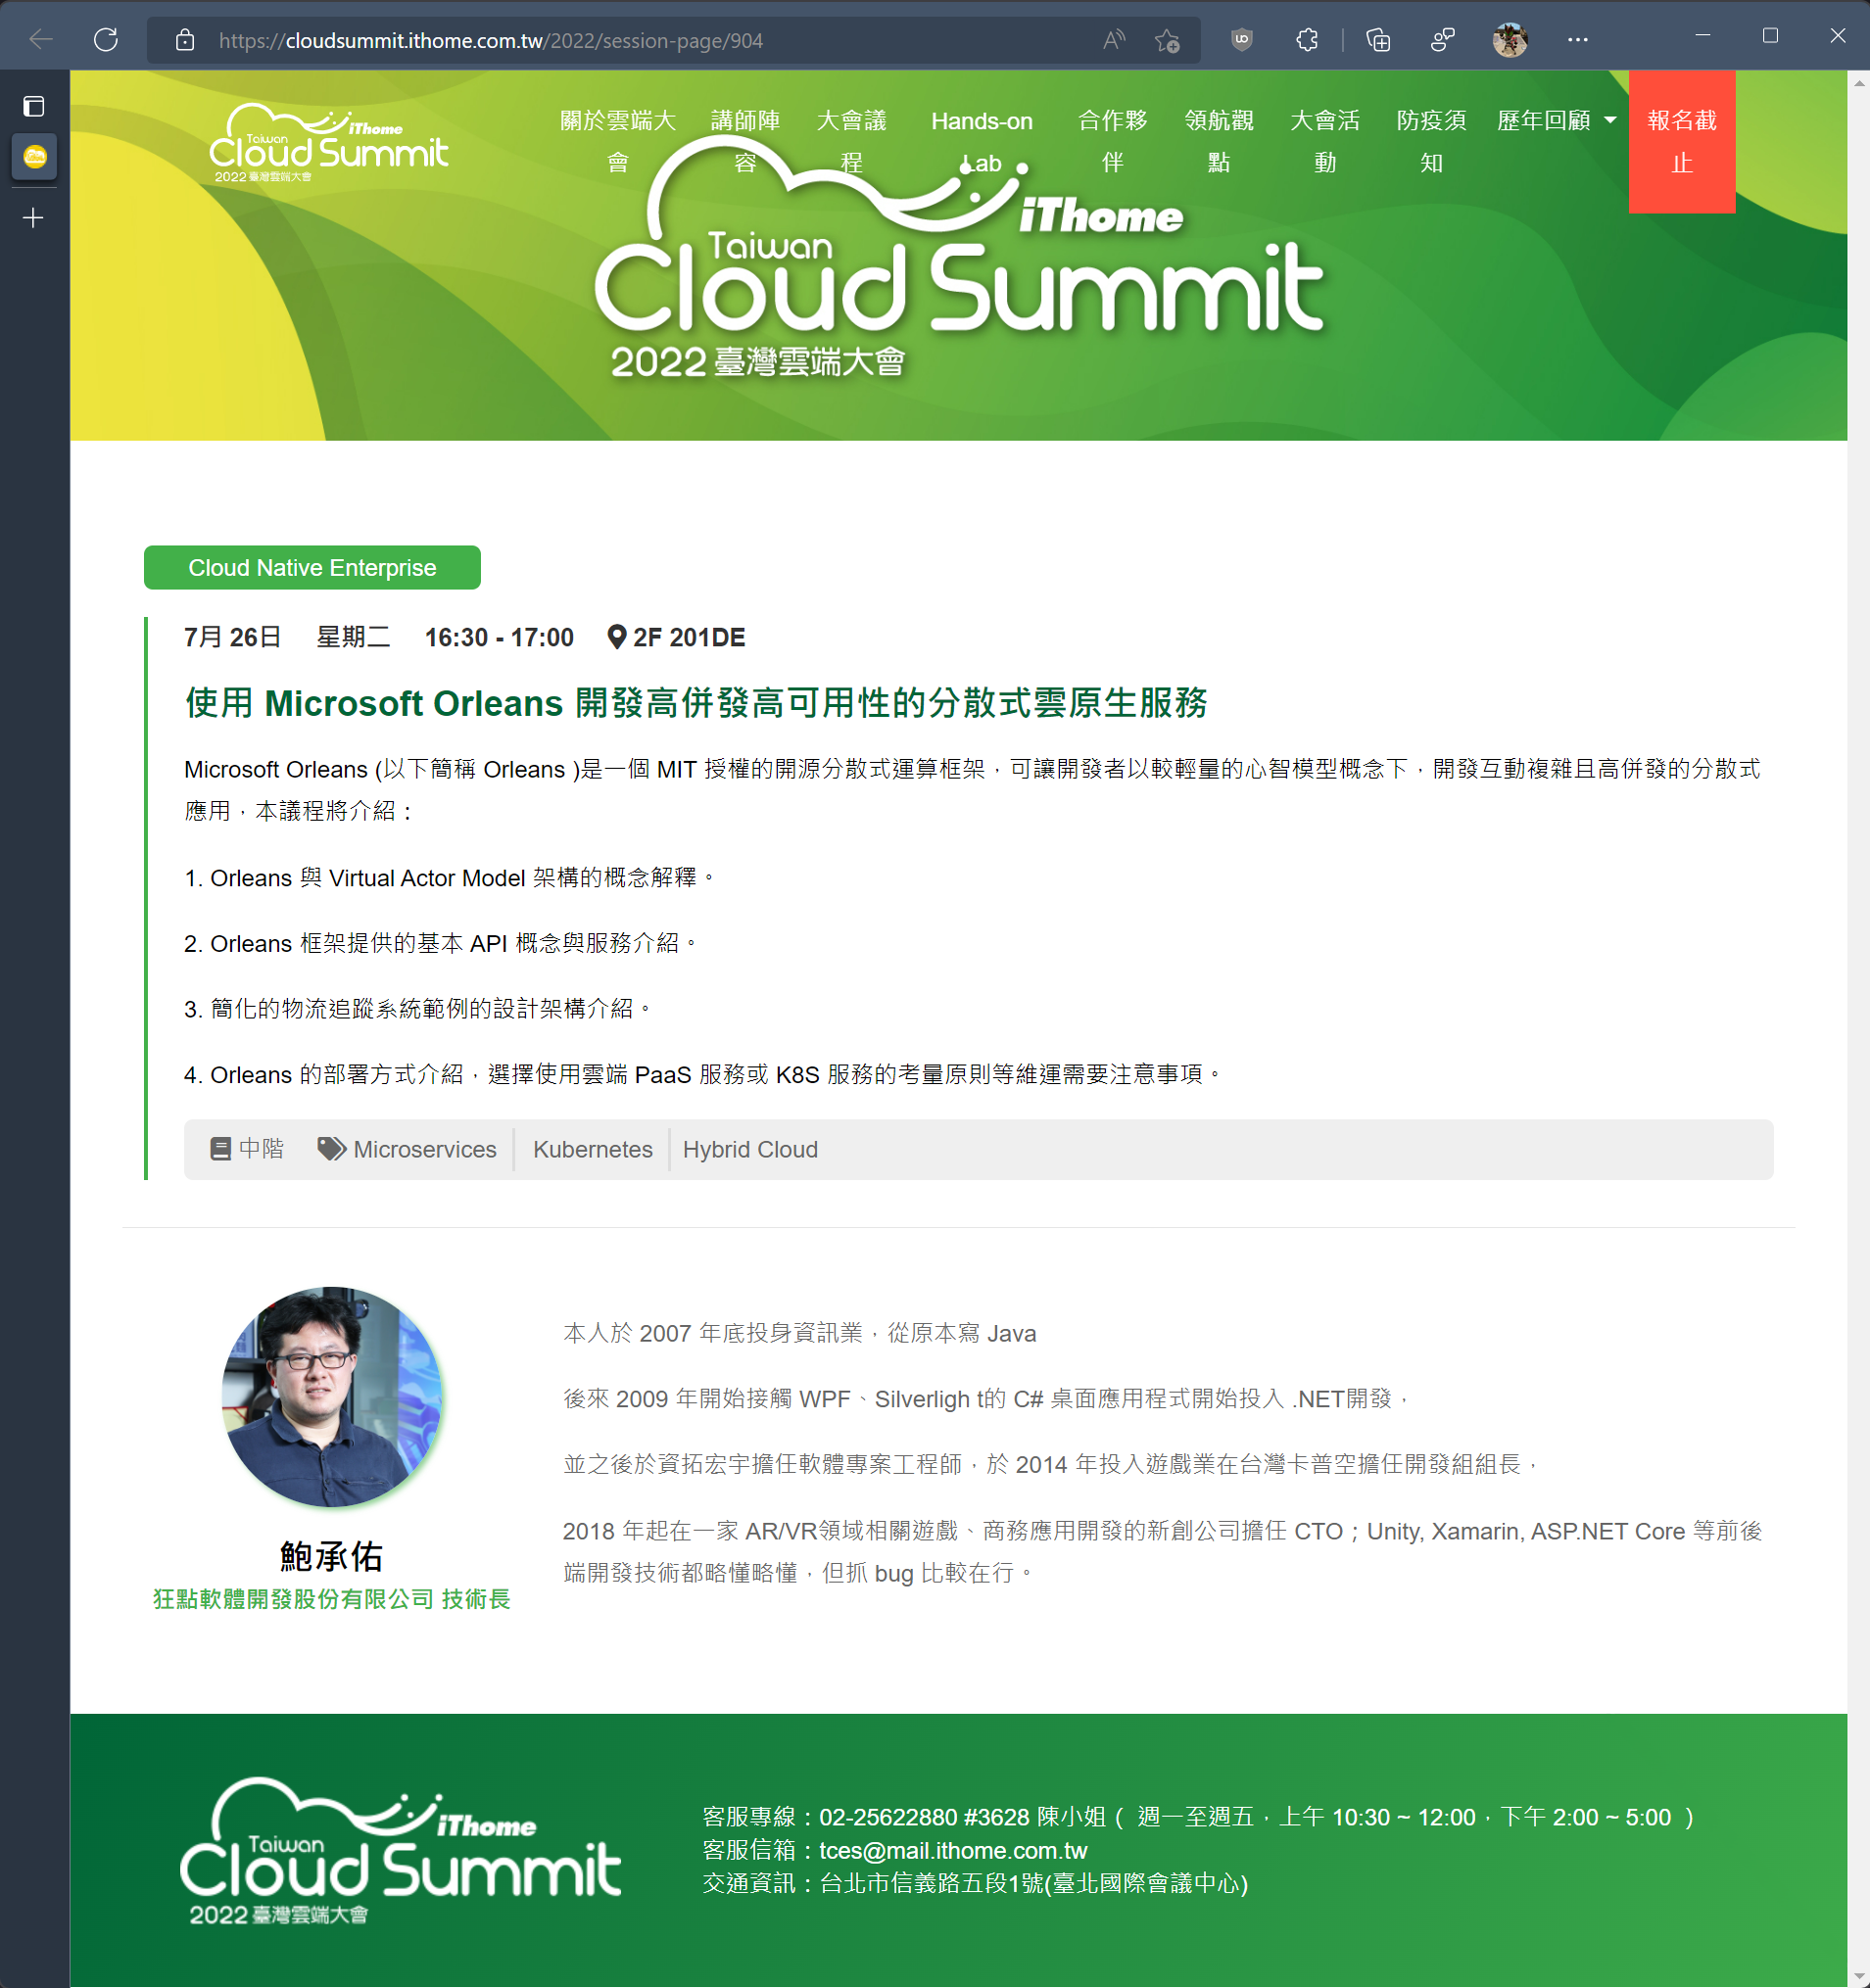 https://cloudsummit.ithome.com.tw/2022/session-page/904
iThome
Taiwan
Cloud Summit
2022 臺灣雲端大會
關於雲端大會
講師陣容
大會議程
Hands-on Lab
合作夥伴
領航觀點
大會活動
防疫須知
歷年回顧
報名截止
iThome
Taiwan
Cloud Summit
2022 臺灣雲端大會
Cloud Native Enterprise
7月 26日 星期二 16:30 - 17:00 2F 201DE
使用 Microsoft Orleans 開發高併發高可用性的分散式雲原生服務
Microsoft Orleans (以下簡稱 Orleans )是一個 MIT 授權的開源分散式運算框架，可讓開發者以較輕量的心智模型概念下，開發互動複雜且高併發的分散式
應用，本議程將介紹：
1. Orleans 與 Virtual Actor Model 架構的概念解釋。
2. Orleans 框架提供的基本 API 概念與服務介紹。
3. 簡化的物流追蹤系統範例的設計架構介紹。
4. Orleans 的部署方式介紹，選擇使用雲端 PaaS 服務或 K8S 服務的考量原則等維運需要注意事項。
中階 Microservices Kubernetes Hybrid Cloud
本人於 2007 年底投身資訊業，從原本寫 Java
後來 2009 年開始接觸 WPF、Silverligh t的 C# 桌面應用程式開始投入 .NET開發，
並之後於資拓宏宇擔任軟體專案工程師，於 2014 年投入遊戲業在台灣卡普空擔任開發組組長，
2018 年起在一家 AR/VR領域相關遊戲、商務應用開發的新創公司擔任 CTO；Unity, Xamarin, ASP.NET Core 等前後
端開發技術都略懂略懂，但抓 bug 比較在行。
鮑承佑
狂點軟體開發股份有限公司 技術長
iThome
Taiwan
Cloud Summit
2022 臺灣雲端大會
客服專線：02-25622880 #3628 陳小姐（ 週一至週五，上午 10:30 ~ 12:00，下午 2:00 ~ 5:00 ）
客服信箱：tces@mail.ithome.com.tw
交通資訊：台北市信義路五段1號(臺北國際會議中心)